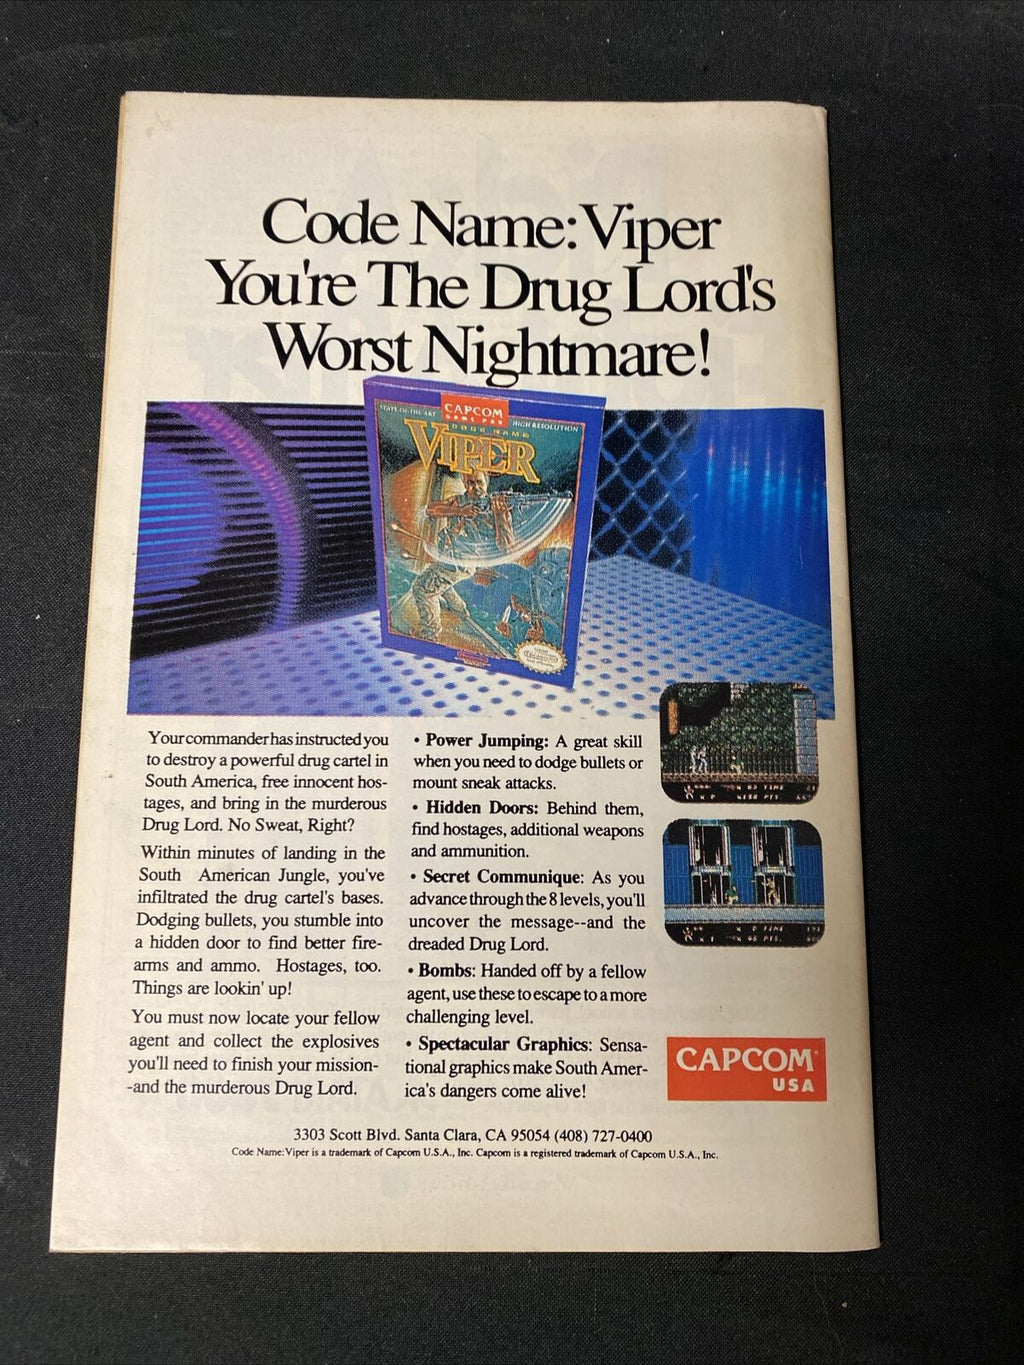 Code Name: Viper
You're The Drug Lord's
Worst Nightmare!
STATE-OF-THE-ART
CAPCOM
GAME PAK
HIGH RESOLUTION
CODE NAME
VIPER
Your commander has instructed you
to destroy a powerful drug cartel in
South America, free innocent hos-
tages, and bring in the murderous
Drug Lord. No Sweat, Right?
Within minutes of landing in the
South American Jungle, you've
infiltrated the drug cartel's bases.
Dodging bullets, you stumble into
a hidden door to find better fire-
arms and ammo. Hostages, too.
Things are lookin' up!
You must now locate your fellow
agent and collect the explosives
you'll need to finish your mission-
-and the murderous Drug Lord.
• Power Jumping: A great skill
when you need to dodge bullets or
mount sneak attacks.
• Hidden Doors: Behind them,
find hostages, additional weapons
and ammunition.
• Secret Communique: As you
advance through the 8 levels, you'll
uncover the message--and the
dreaded Drug Lord.
• Bombs: Handed off by a fellow
agent, use these to escape to a more
challenging level.
• Spectacular Graphics: Sensa-
tional graphics make South Amer-
ica's dangers come alive!
CAPCOM
USA
3303 Scott Blvd. Santa Clara, CA 95054 (408) 727-0400
Code Name: Viper is a trademark of Capcom U.S.A., Inc. Capcom is a registered trademark of Capcom U.S.A., Inc.